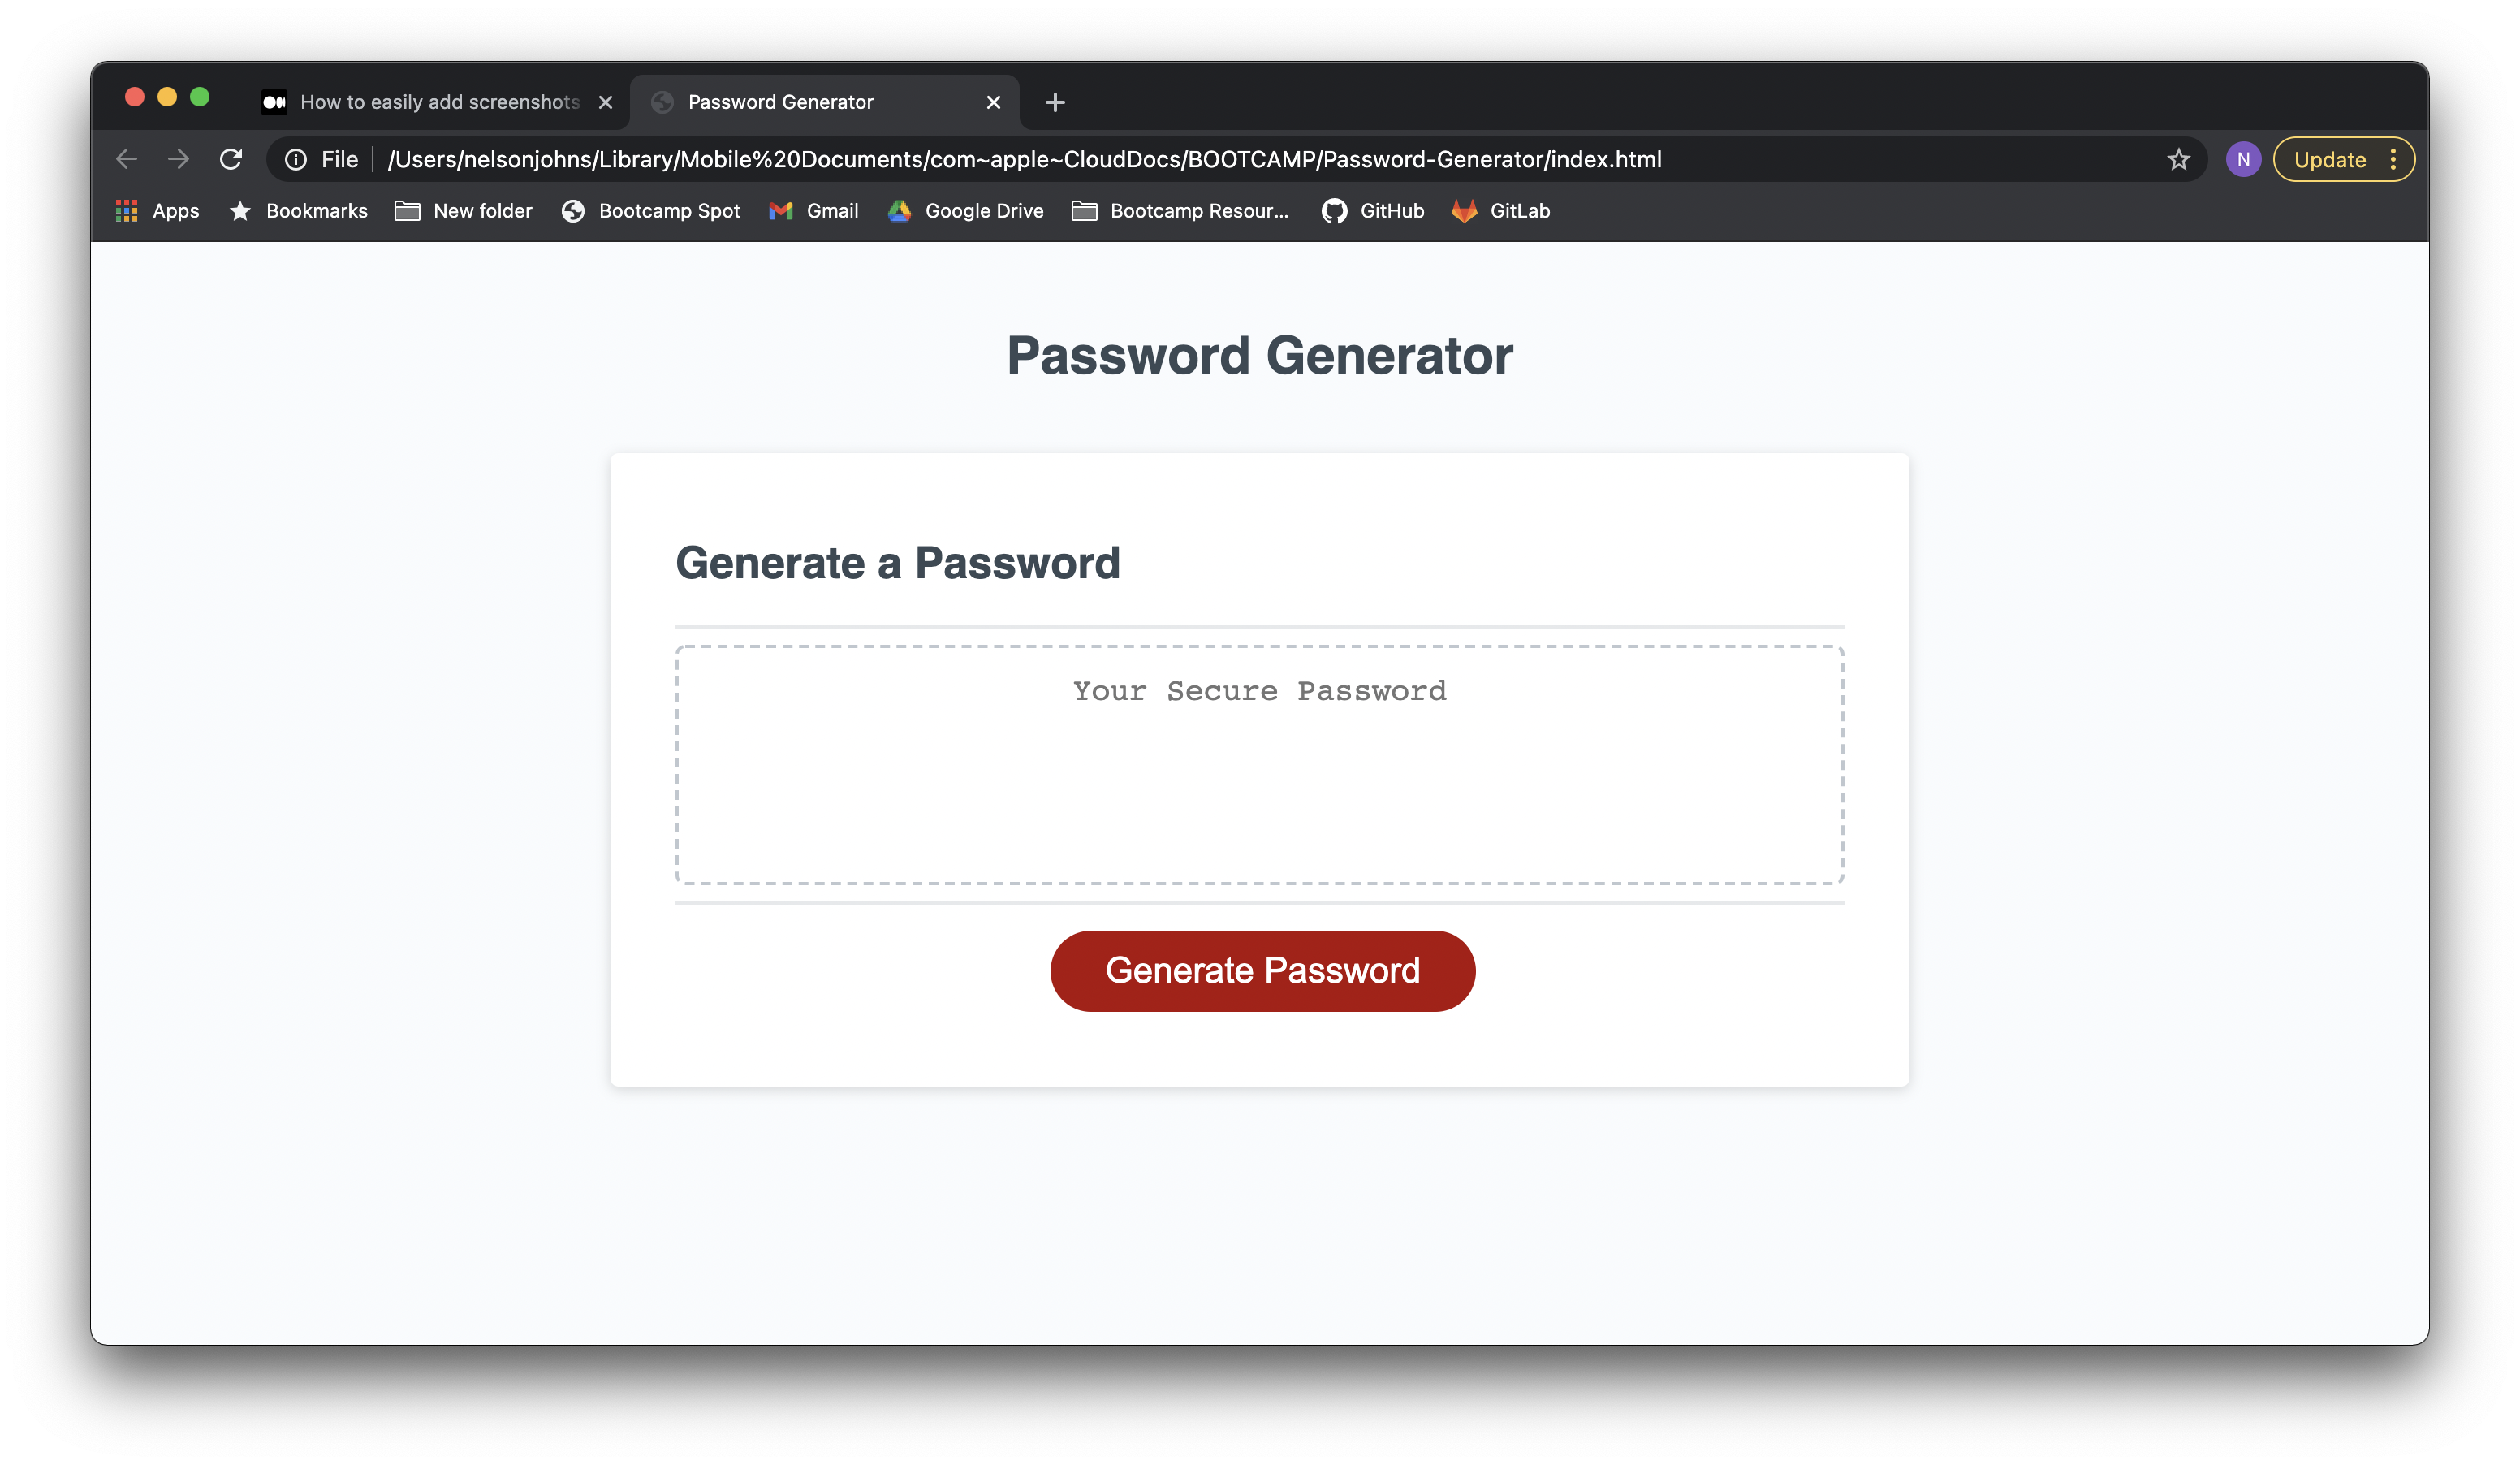 How to easily add screenshots
Password Generator
File
/Users/nelsonjohns/Library/Mobile%20Documents/com~apple~CloudDocs/BOOTCAMP/Password-Generator/index.html
N
Update
Apps
Bookmarks
New folder
Bootcamp Spot
Gmail
Google Drive
Bootcamp Resour...
GitHub
GitLab
Password Generator
Generate a Password
Your Secure Password
Generate Password